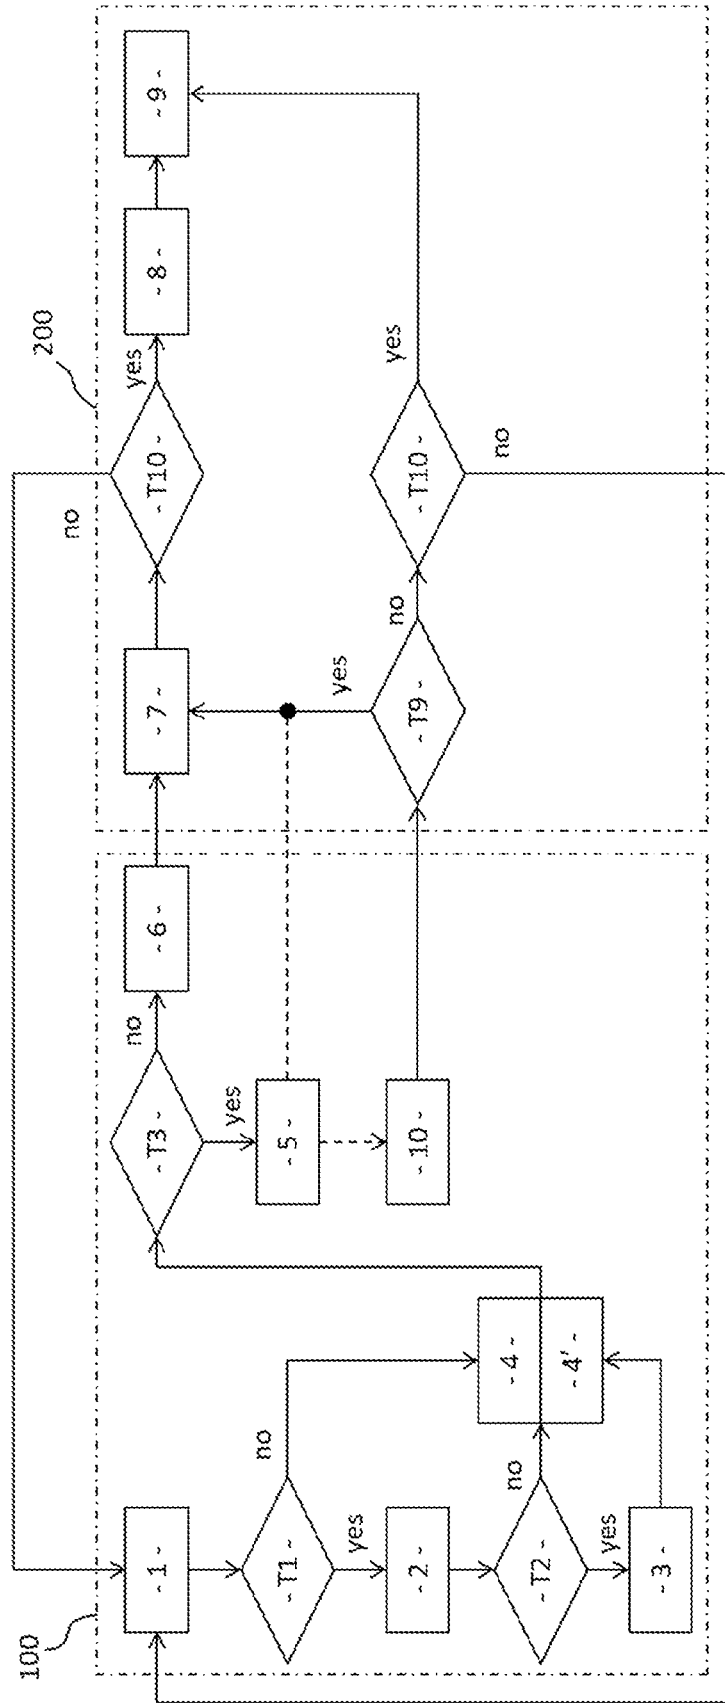 100
200
- 1 -
- T1 -
no
yes
- 2 -
- T2 -
no
yes
- 3 -
- 4 -
- 4' -
- T3 -
no
yes
- 5 -
- 10 -
- 6 -
- 7 -
- T10 -
no
yes
- 8 -
- 9 -
- T9 -
yes
no
- T10 -
yes
no